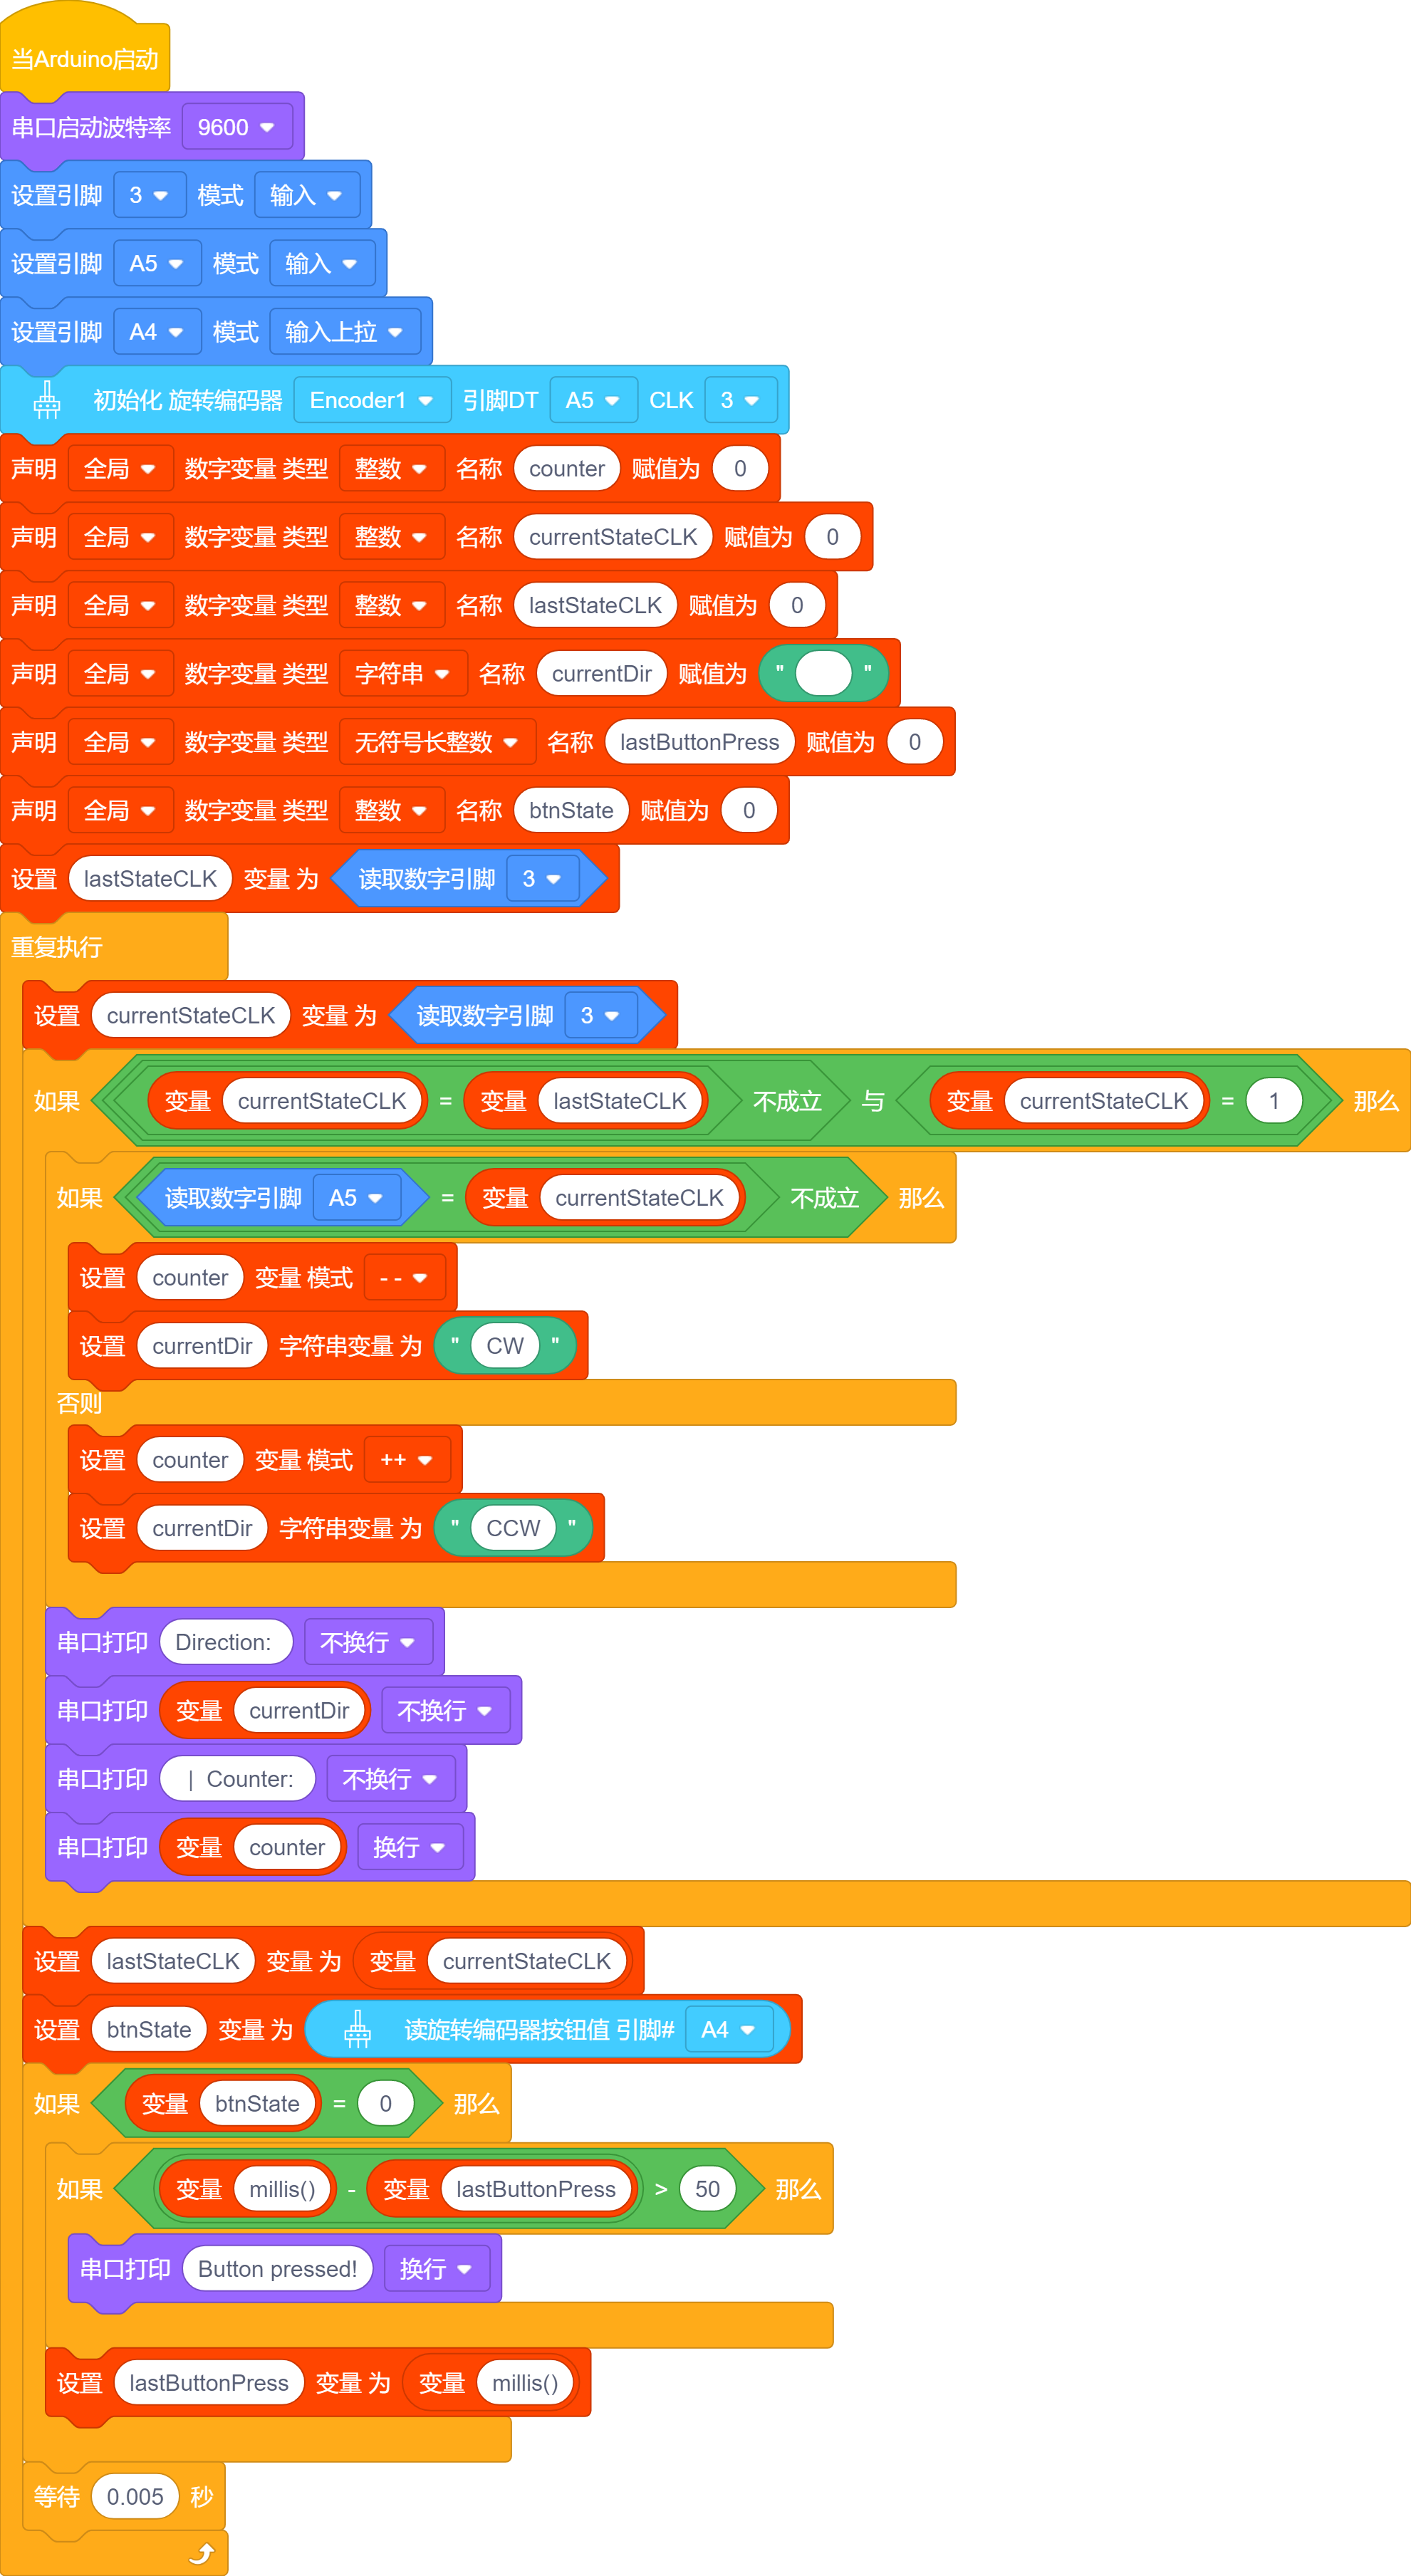 当Arduino启动
串口启动波特率 9600
设置引脚 3 模式 输入
设置引脚 A5 模式 输入
设置引脚 A4 模式 输入上拉
初始化 旋转编码器 Encoder1 引脚DT A5 CLK 3
声明 全局 数字变量 类型 整数 名称 counter 赋值为 0
声明 全局 数字变量 类型 整数 名称 currentStateCLK 赋值为 0
声明 全局 数字变量 类型 整数 名称 lastStateCLK 赋值为 0
声明 全局 数字变量 类型 字符串 名称 currentDir 赋值为 " "
声明 全局 数字变量 类型 无符号长整数 名称 lastButtonPress 赋值为 0
声明 全局 数字变量 类型 整数 名称 btnState 赋值为 0
设置 lastStateCLK 变量 为 读取数字引脚 3
重复执行
设置 currentStateCLK 变量 为 读取数字引脚 3
如果 变量 currentStateCLK = 变量 lastStateCLK 不成立 与 变量 currentStateCLK = 1 那么
如果 读取数字引脚 A5 = 变量 currentStateCLK 不成立 那么
设置 counter 变量 模式 - -
设置 currentDir 字符串变量 为 " CW "
否则
设置 counter 变量 模式 ++
设置 currentDir 字符串变量 为 " CCW "
串口打印 Direction: 不换行
串口打印 变量 currentDir 不换行
串口打印 | Counter: 不换行
串口打印 变量 counter 换行
设置 lastStateCLK 变量 为 变量 currentStateCLK
设置 btnState 变量 为 读旋转编码器按钮值 引脚# A4
如果 变量 btnState = 0 那么
如果 变量 millis() - 变量 lastButtonPress > 50 那么
串口打印 Button pressed! 换行
设置 lastButtonPress 变量 为 变量 millis()
等待 0.005 秒